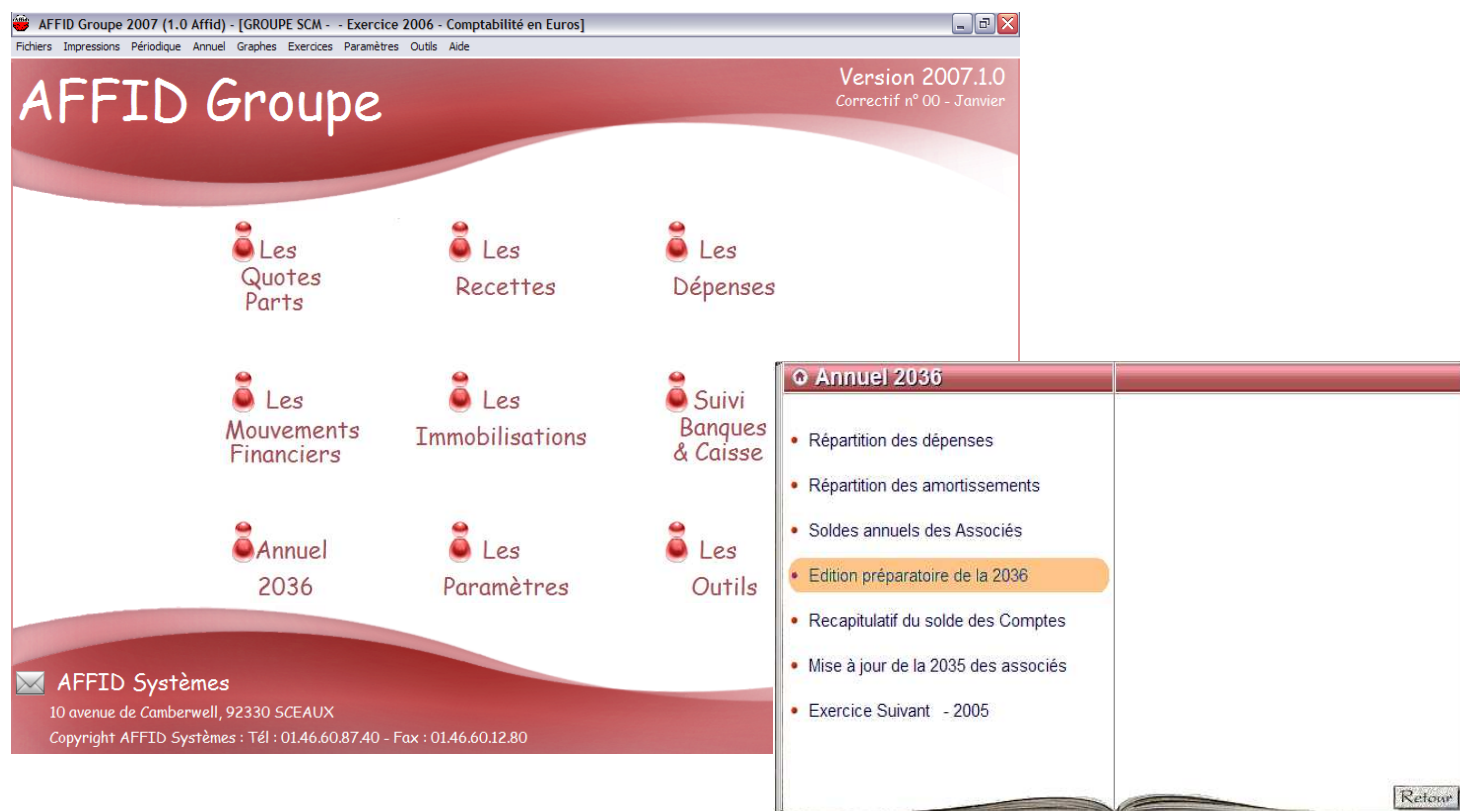 AFFID Groupe 2007 (1.0 Affid) - [GROUPE SCM - - Exercice 2006 - Comptabilité en Euros]
Fichiers Impressions Périodique Annuel Graphes Exercices Paramètres Outils Aide
AFFID Groupe
Version 2007.1.0
Correctif n° 00 - Janvier
Les
Quotes
Parts
Les
Recettes
Les
Dépenses
Les
Mouvements
Financiers
Les
Immobilisations
Suivi
Banques
& Caisse
Annuel
2036
Les
Paramètres
Les
Outils
AFFID Systèmes
10 avenue de Camberwell, 92330 SCEAUX
Copyright AFFID Systèmes : Tél : 01.46.60.87.40 - Fax : 01.46.60.12.80
Annuel 2036
Répartition des dépenses
Répartition des amortissements
Soldes annuels des Associés
Edition préparatoire de la 2036
Recapitulatif du solde des Comptes
Mise à jour de la 2035 des associés
Exercice Suivant - 2005
Retour